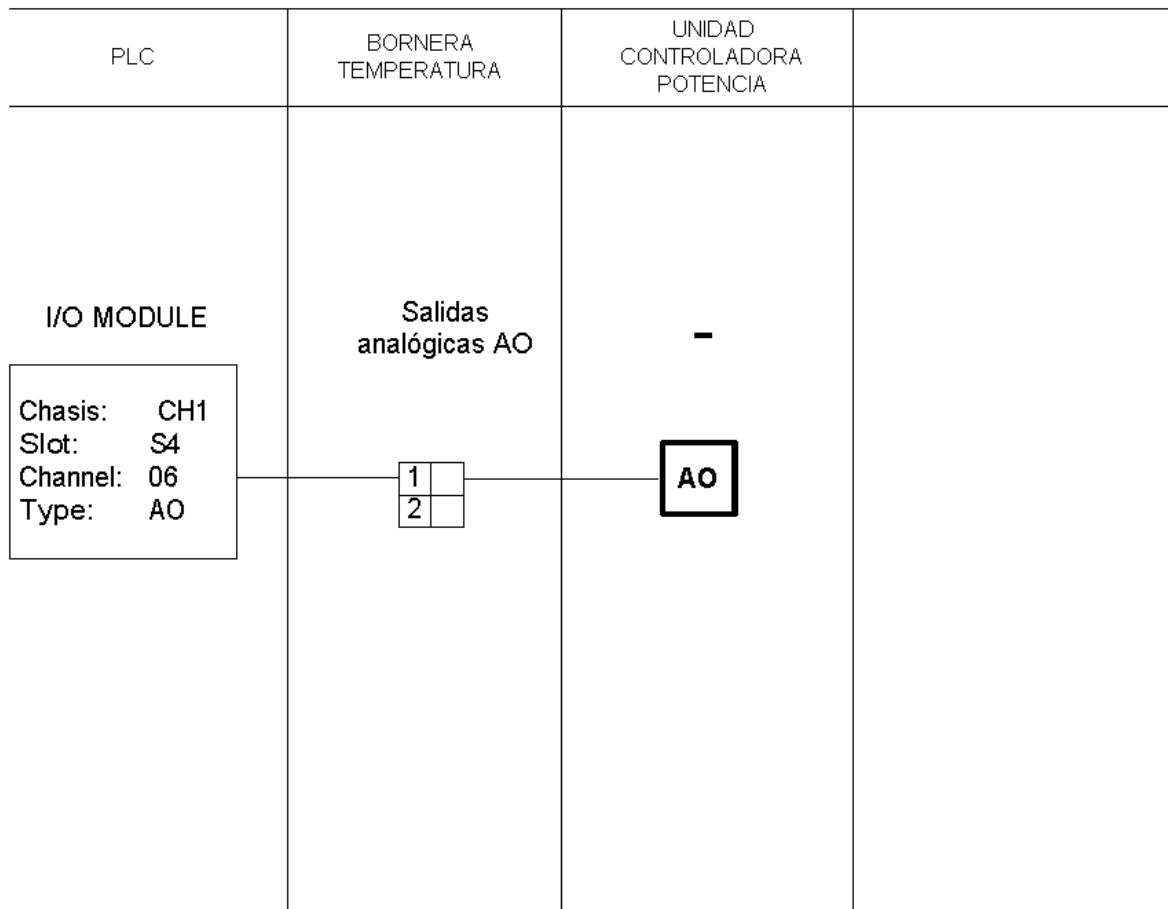 PLC
BORNERA
TEMPERATURA
UNIDAD
CONTROLADORA
POTENCIA
I/O MODULE
Salidas
analógicas AO
-
Chasis: CH1
Slot: S4
Channel: 06
Type: AO
1
2
AO